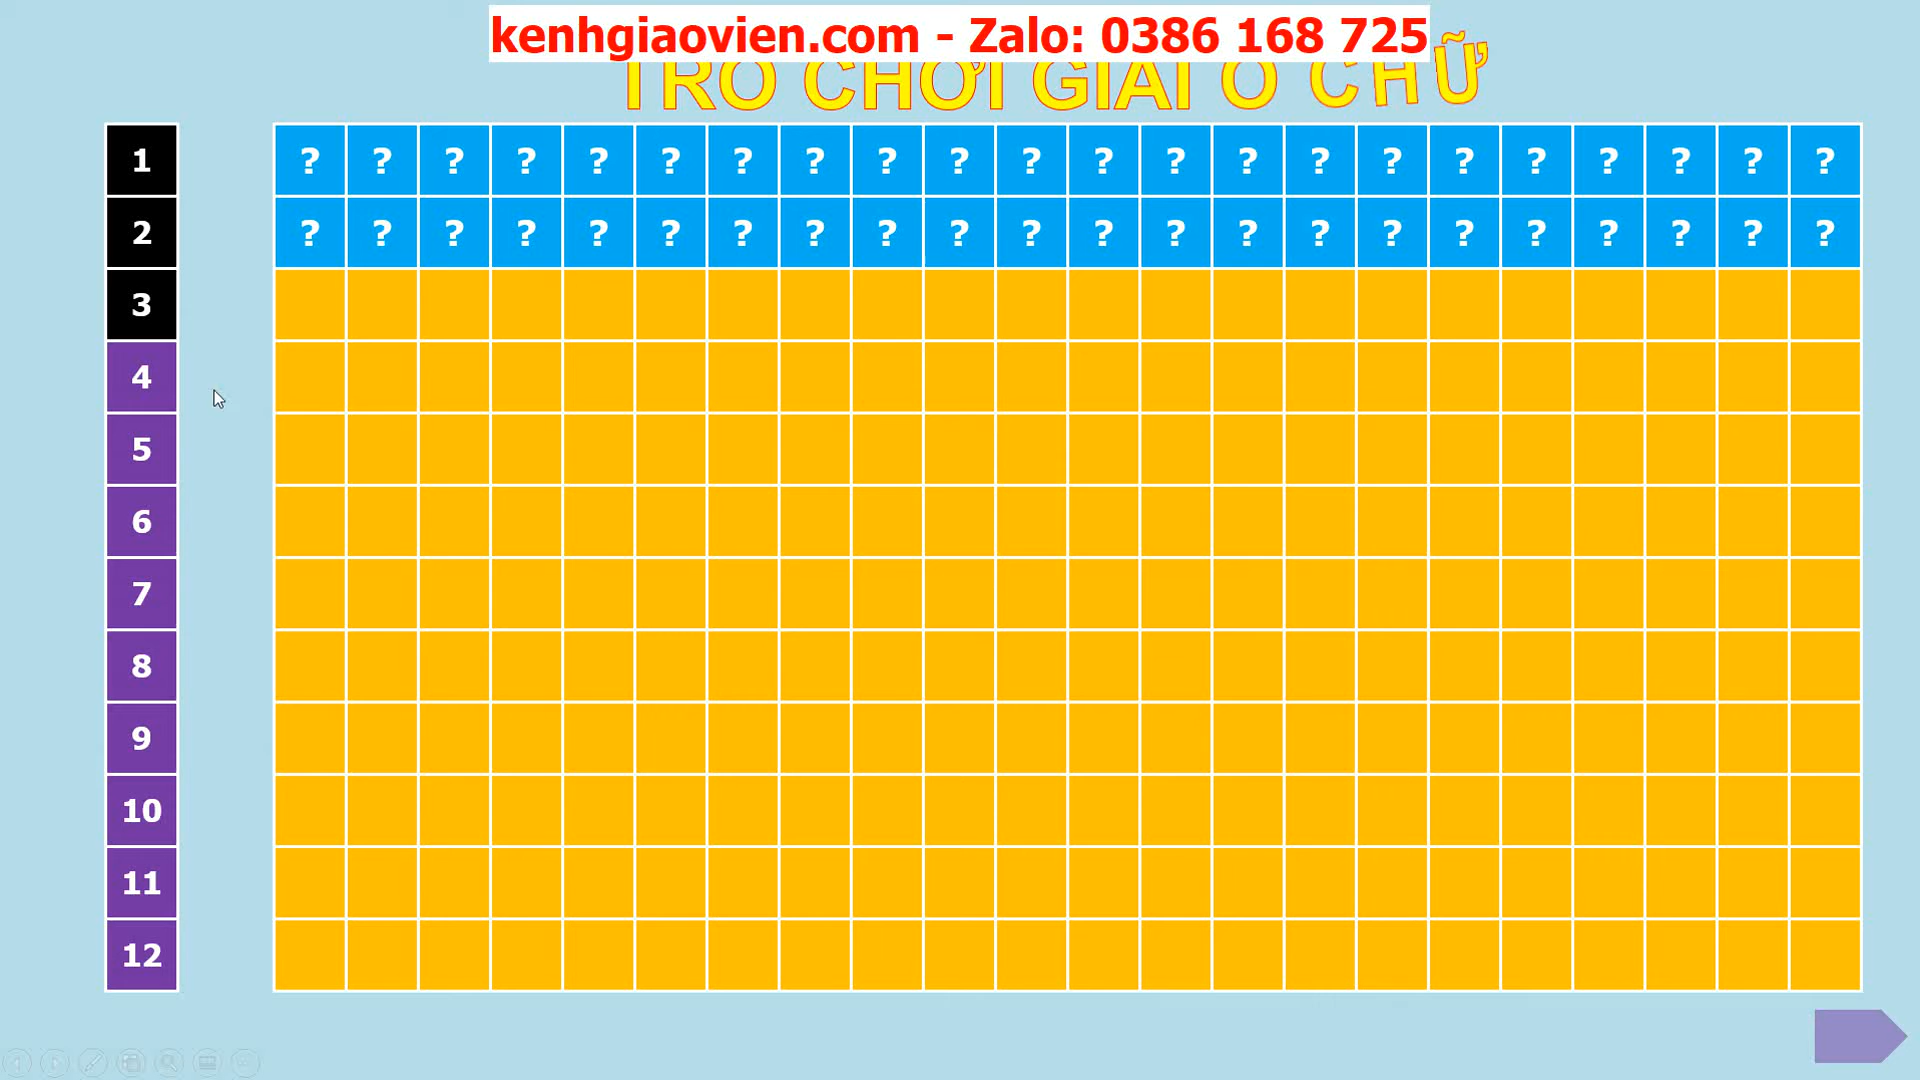 kenhgiaovien.com - Zalo: 0386 168 725
TRÒ CHƠI GIẢI Ô CHỮ
1 ? ? ? ? ? ? ? ? ? ? ? ? ? ? ? ? ? ? ? ? ? ?
2 ? ? ? ? ? ? ? ? ? ? ? ? ? ? ? ? ? ? ? ? ? ?
3
4
5
6
7
8
9
10
11
12